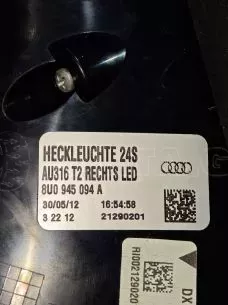 HECKLEUCHTE 24S
AU316 T2 RECHTS LED
8U0 945 094 A
30/05/12 16:54:58
3 22 12 21290201
DX
RI002129020